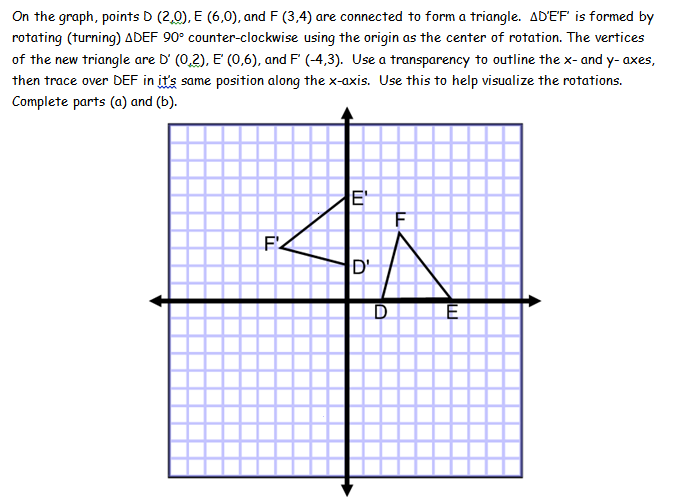 On the graph, points D (2,0), E (6,0), and F (3,4) are connected to form a triangle. ΔD'E'F' is formed by
rotating (turning) ΔDEF 90° counter-clockwise using the origin as the center of rotation. The vertices
of the new triangle are D' (0,2), E' (0,6), and F' (-4,3). Use a transparency to outline the x- and y- axes,
then trace over DEF in it's same position along the x-axis. Use this to help visualize the rotations.
Complete parts (a) and (b).
E'
F
F'
D'
D E